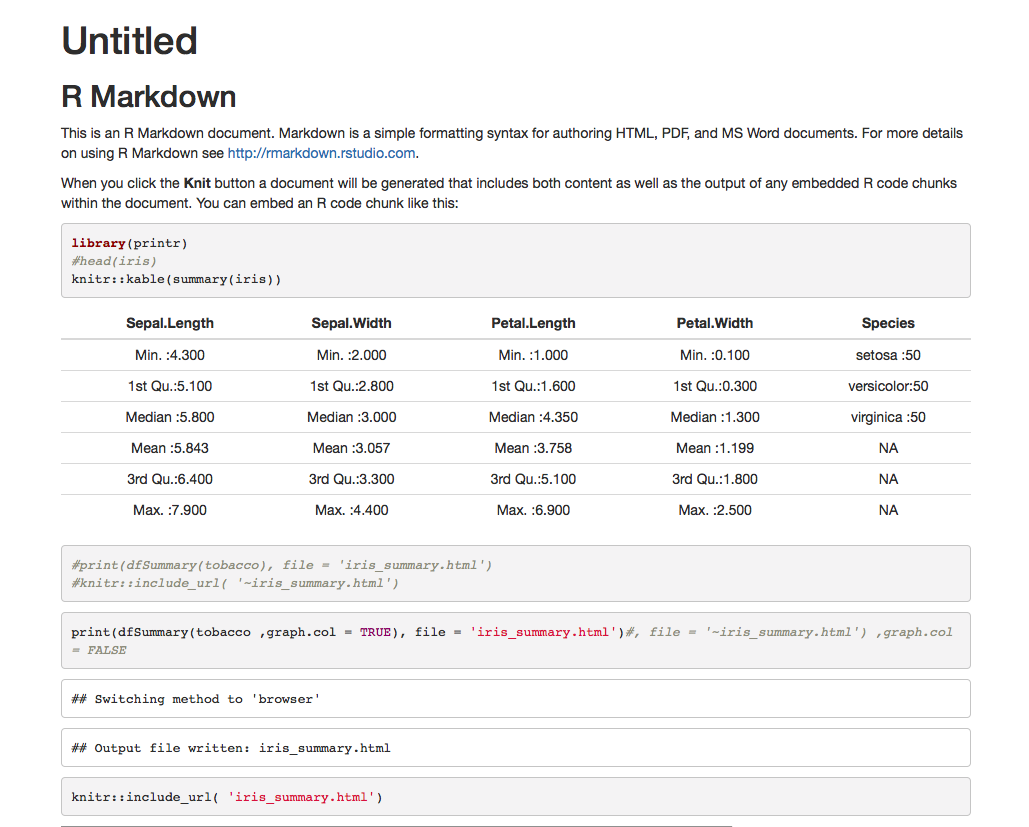 Untitled
R Markdown
This is an R Markdown document. Markdown is a simple formatting syntax for authoring HTML, PDF, and MS Word documents. For more details
on using R Markdown see http://rmarkdown.rstudio.com.
When you click the Knit button a document will be generated that includes both content as well as the output of any embedded R code chunks
within the document. You can embed an R code chunk like this:
library(printr)
#head(iris)
knitr::kable(summary(iris))
Sepal.Length Sepal.Width Petal.Length Petal.Width Species
Min. :4.300 Min. :2.000 Min. :1.000 Min. :0.100 setosa :50
1st Qu.:5.100 1st Qu.:2.800 1st Qu.:1.600 1st Qu.:0.300 versicolor:50
Median :5.800 Median :3.000 Median :4.350 Median :1.300 virginica :50
Mean :5.843 Mean :3.057 Mean :3.758 Mean :1.199 NA
3rd Qu.:6.400 3rd Qu.:3.300 3rd Qu.:5.100 3rd Qu.:1.800 NA
Max. :7.900 Max. :4.400 Max. :6.900 Max. :2.500 NA
#print(dfSummary(tobacco), file = 'iris_summary.html')
#knitr::include_url( '~iris_summary.html')
print(dfSummary(tobacco ,graph.col = TRUE), file = 'iris_summary.html')#, file = '~iris_summary.html') ,graph.col
= FALSE
## Switching method to 'browser'
## Output file written: iris_summary.html
knitr::include_url( 'iris_summary.html')